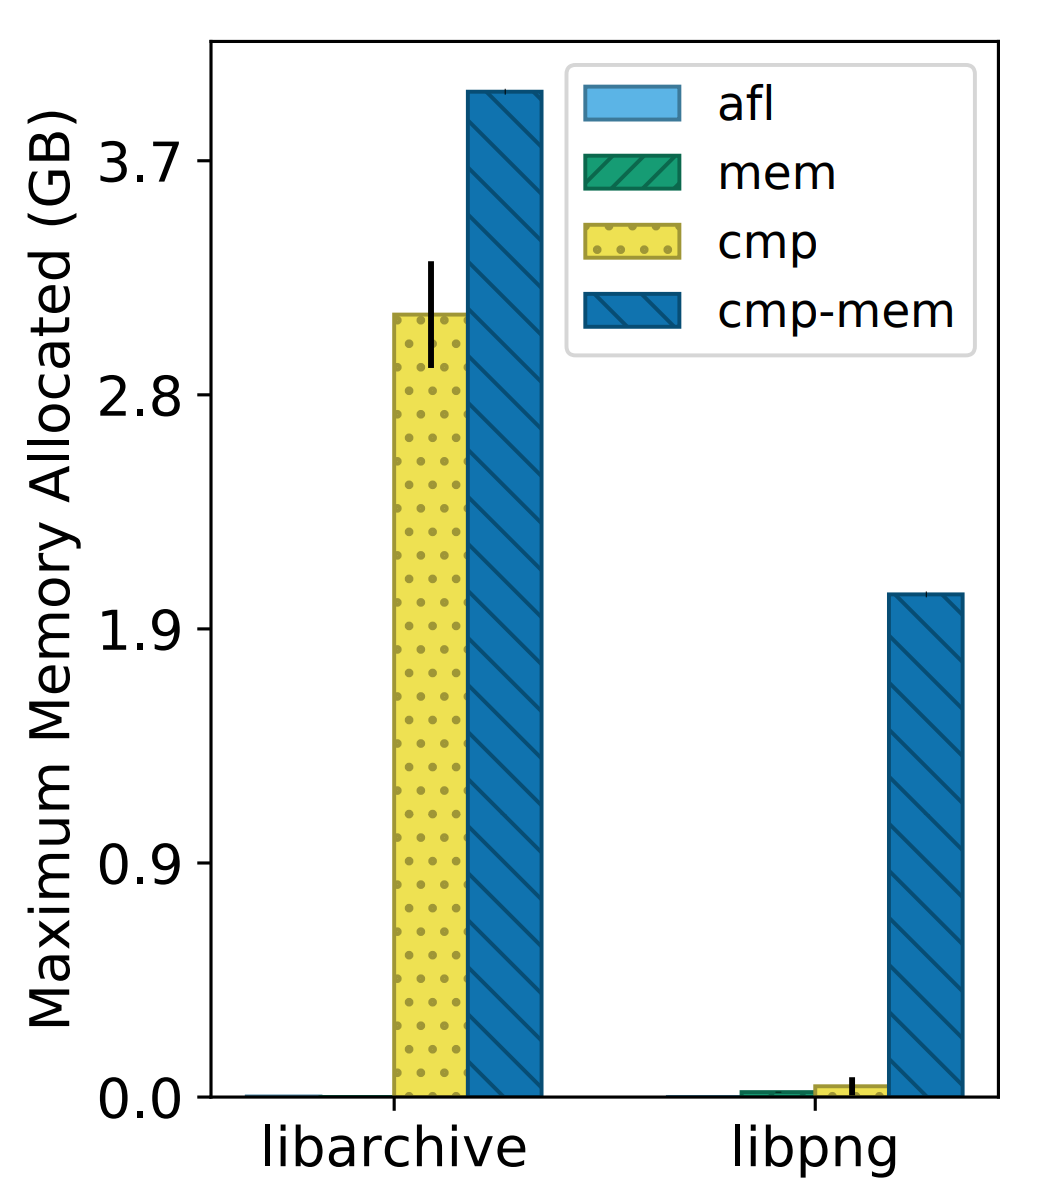 Maximum Memory Allocated (GB)
3.7
2.8
1.9
0.9
0.0
afl
mem
cmp
cmp-mem
libarchive
libpng